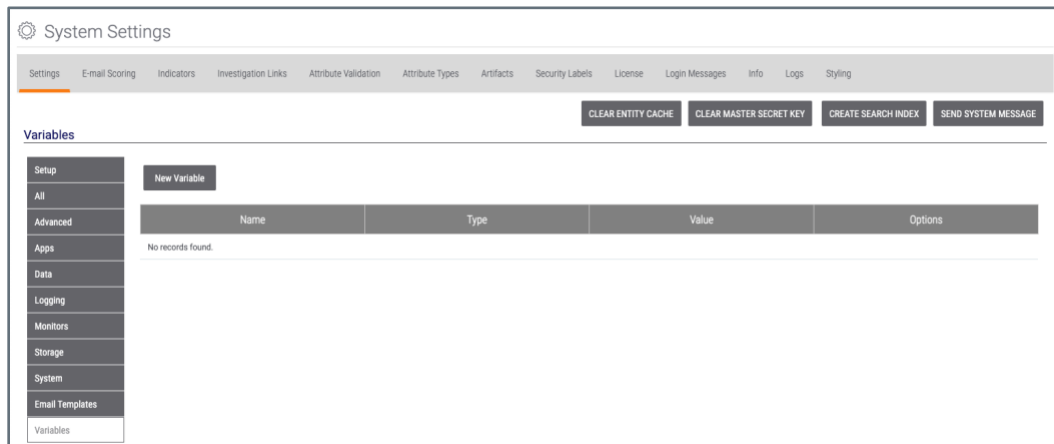 System Settings
Settings E-mail Scoring Indicators Investigation Links Attribute Validation Attribute Types Artifacts Security Labels License Login Messages Info Logs Styling
CLEAR ENTITY CACHE CLEAR MASTER SECRET KEY CREATE SEARCH INDEX SEND SYSTEM MESSAGE
Variables
Setup
New Variable
All
Advanced
Name Type Value Options
Apps
No records found.
Data
Logging
Monitors
Storage
System
Email Templates
Variables